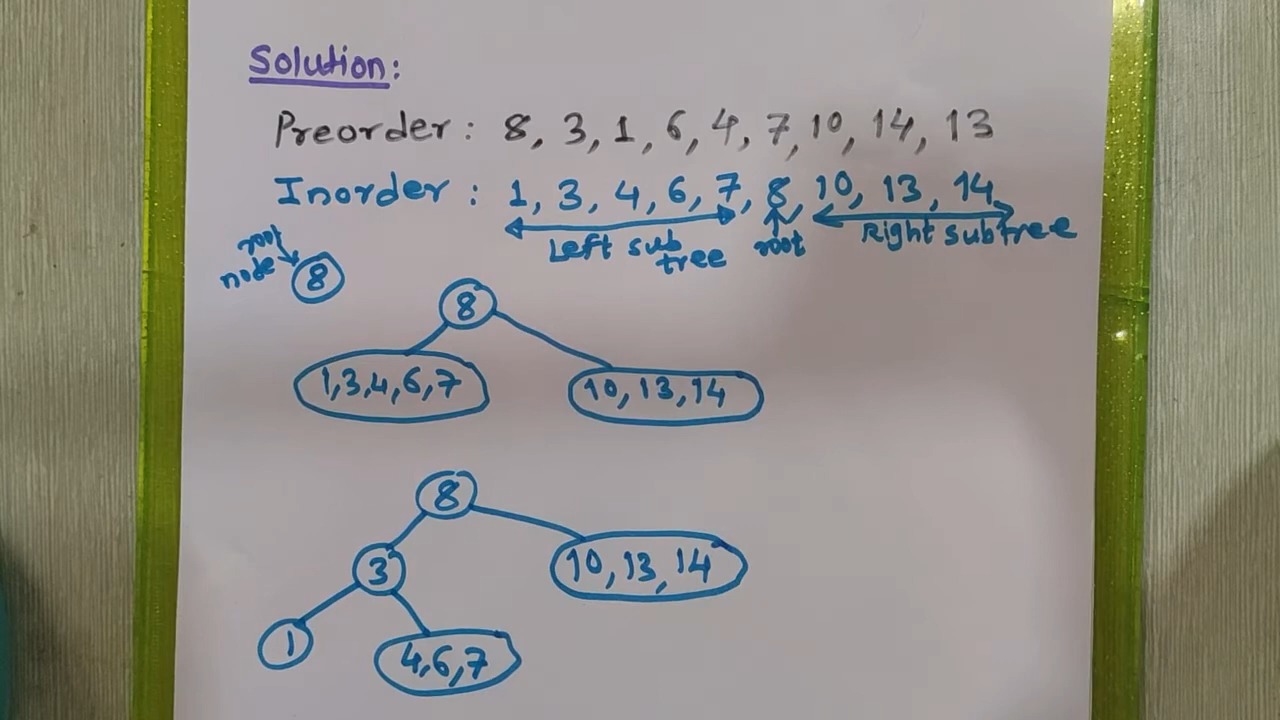 Solution:
Preorder: 8, 3, 1, 6, 4, 7, 10, 14, 13
Inorder: 1, 3, 4, 6, 7, 8, 10, 13, 14
Left sub tree root Right subtree
root node 8
8
1,3,4,6,7 10,13,14
8
3 10,13,14
1 4,6,7